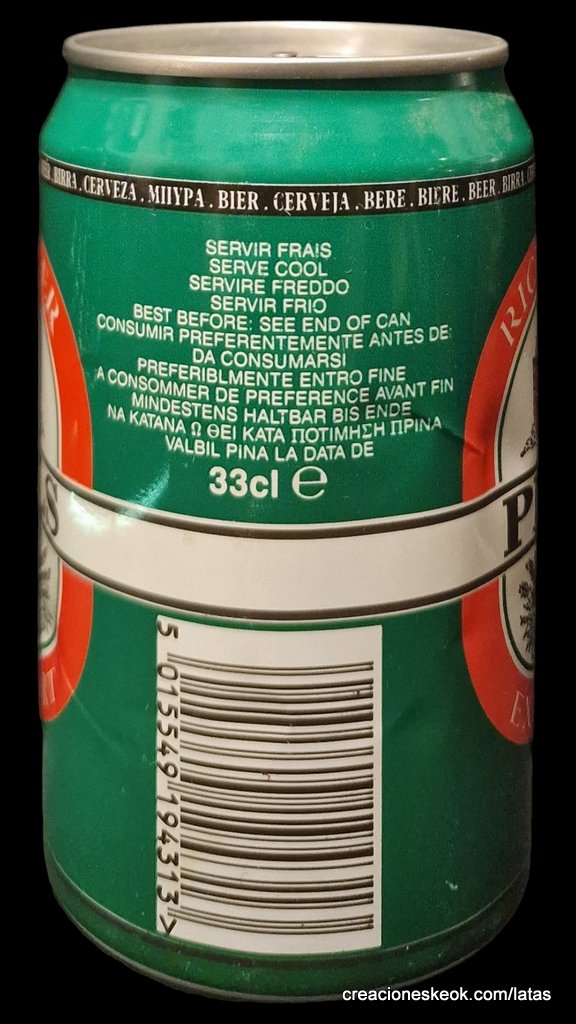 BIRRA . CERVEZA . ΜΠΥΡΑ . BIER . CERVEJA . BERE . BIERE . BEER . BIRRA .
SERVIR FRAIS
SERVE COOL
SERVIRE FREDDO
SERVIR FRIO
BEST BEFORE: SEE END OF CAN
CONSUMIR PREFERENTEMENTE ANTES DE:
DA CONSUMARSI
PREFERIBLMENTE ENTRO FINE
A CONSOMMER DE PREFERENCE AVANT FIN
MINDESTENS HALTBAR BIS ENDE
ΝΑ ΚΑΤΑΝΑ Ω ΘΕΙ ΚΑΤΑ ΠΟΤΙΜΗΣΗ ΠΡΙΝΑ
VALBIL PINA LA DATA DE
33cl e
5 015549 194313>
creacioneskeok.com/latas